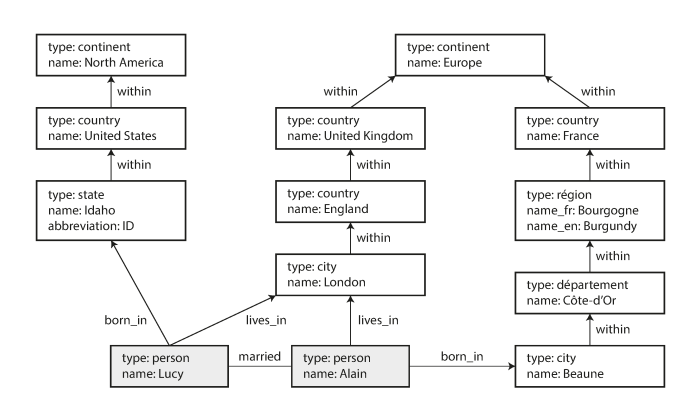 type: continent
name: North America
type: continent
name: Europe
within
within
within
type: country
name: United States
type: country
name: United Kingdom
type: country
name: France
within
within
within
type: state
name: Idaho
abbreviation: ID
type: country
name: England
type: région
name_fr: Bourgogne
name_en: Burgundy
within
within
type: city
name: London
type: département
name: Côte-d’Or
born_in
lives_in
lives_in
within
type: person
name: Lucy
married
type: person
name: Alain
born_in
type: city
name: Beaune